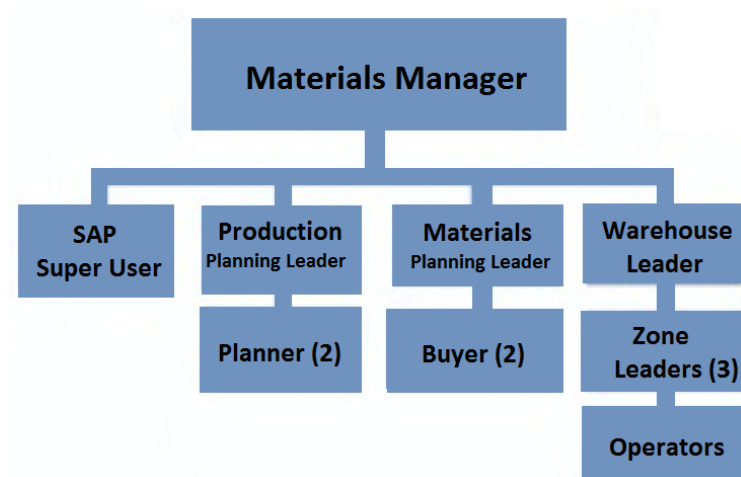 Materials Manager
SAP
Super User
Production
Planning Leader
Materials
Planning Leader
Warehouse
Leader
Planner (2)
Buyer (2)
Zone
Leaders (3)
Operators